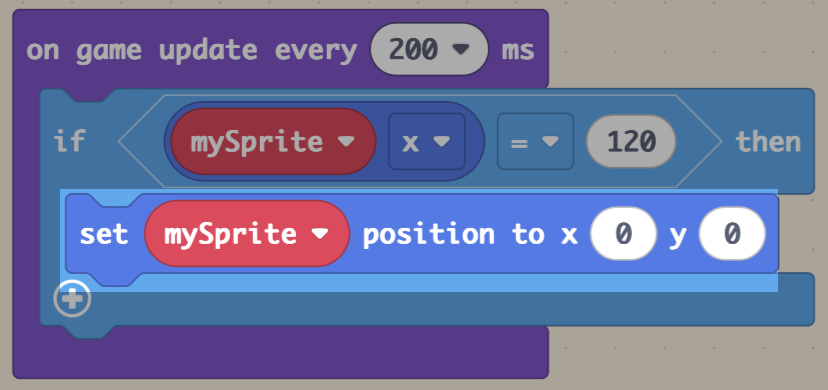 on game update every 200 ms
if mySprite x = 120 then
set mySprite position to x 0 y 0